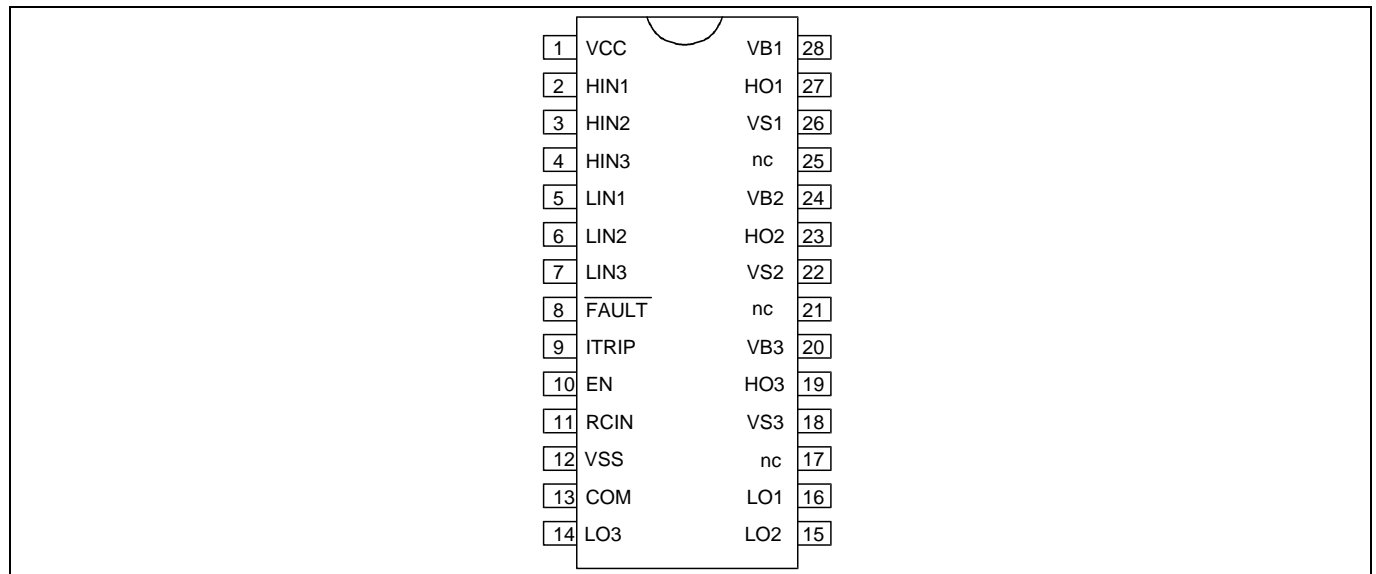 1 VCC VB1 28
2 HIN1 HO1 27
3 HIN2 VS1 26
4 HIN3 nc 25
5 LIN1 VB2 24
6 LIN2 HO2 23
7 LIN3 VS2 22
8 FAULT nc 21
9 ITRIP VB3 20
10 EN HO3 19
11 RCIN VS3 18
12 VSS nc 17
13 COM LO1 16
14 LO3 LO2 15